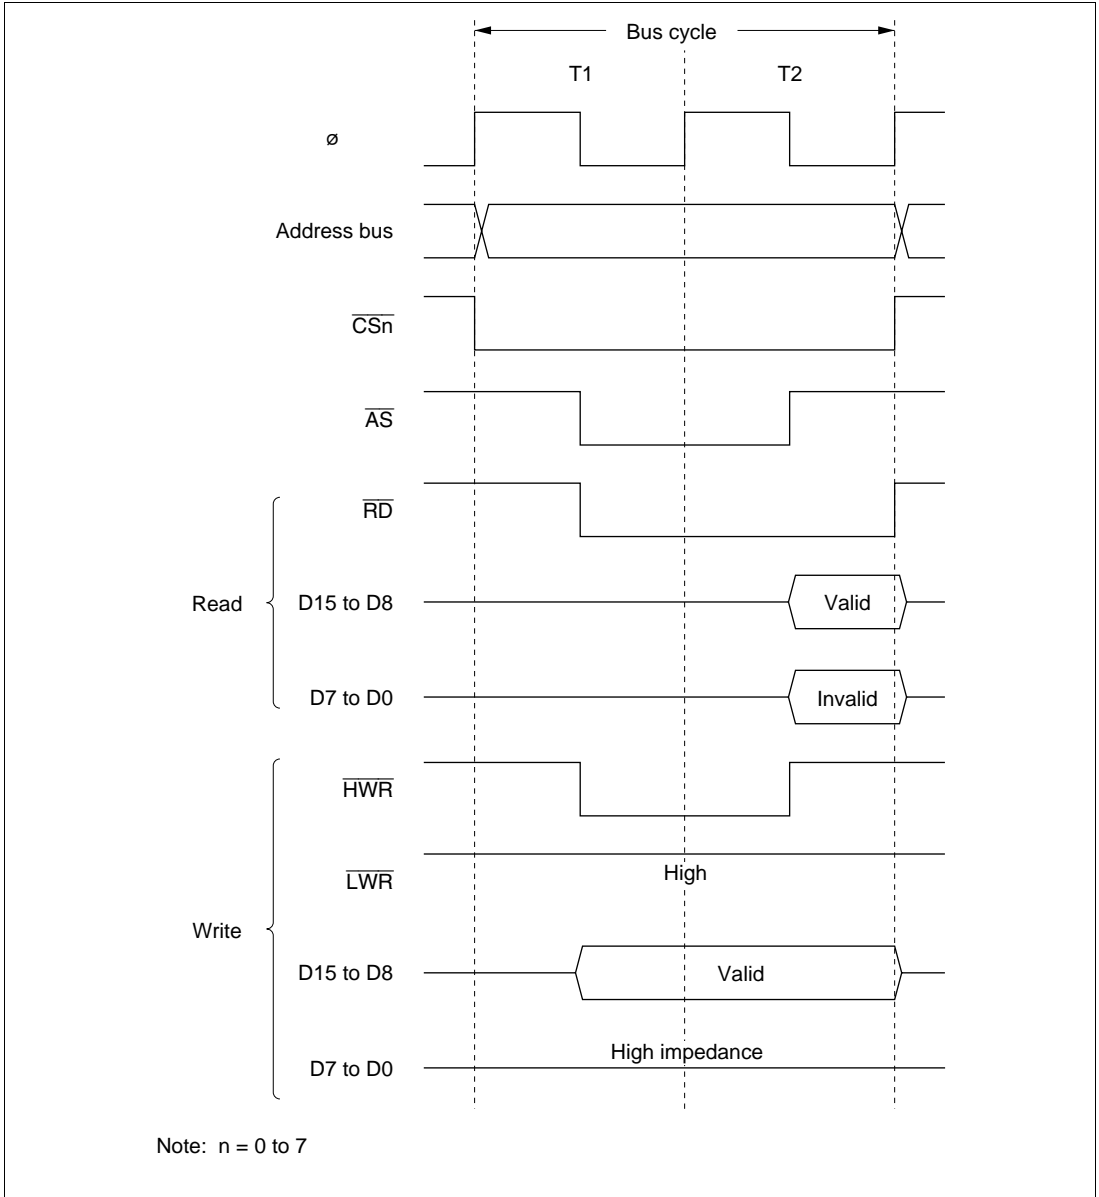 Bus cycle
T1 T2
ø
Address bus
CSn
AS
RD
Read D15 to D8 Valid
D7 to D0 Invalid
HWR
High
LWR
Write
D15 to D8 Valid
High impedance
D7 to D0
Note: n = 0 to 7